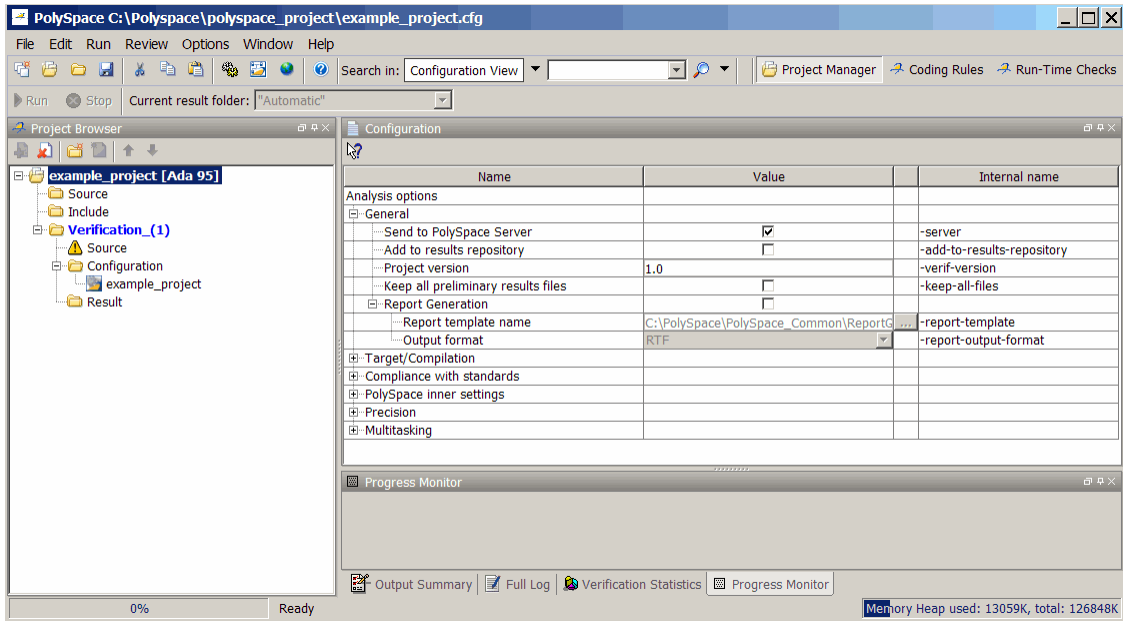 PolySpace C:\Polyspace\polyspace_project\example_project.cfg
File Edit Run Review Options Window Help
Search in: Configuration View Project Manager Coding Rules Run-Time Checks
Run Stop Current result folder: "Automatic"
Project Browser
example_project [Ada 95]
Source
Include
Verification_(1)
Source
Configuration
example_project
Result
Configuration
Name Value Internal name
Analysis options
General
Send to PolySpace Server -server
Add to results repository -add-to-results-repository
Project version 1.0 -verif-version
Keep all preliminary results files -keep-all-files
Report Generation
Report template name C:\PolySpace\PolySpace_Common\ReportG ... -report-template
Output format RTF -report-output-format
Target/Compilation
Compliance with standards
PolySpace inner settings
Precision
Multitasking
Progress Monitor
Output Summary Full Log Verification Statistics Progress Monitor
0% Ready Memory Heap used: 13059K, total: 126848K